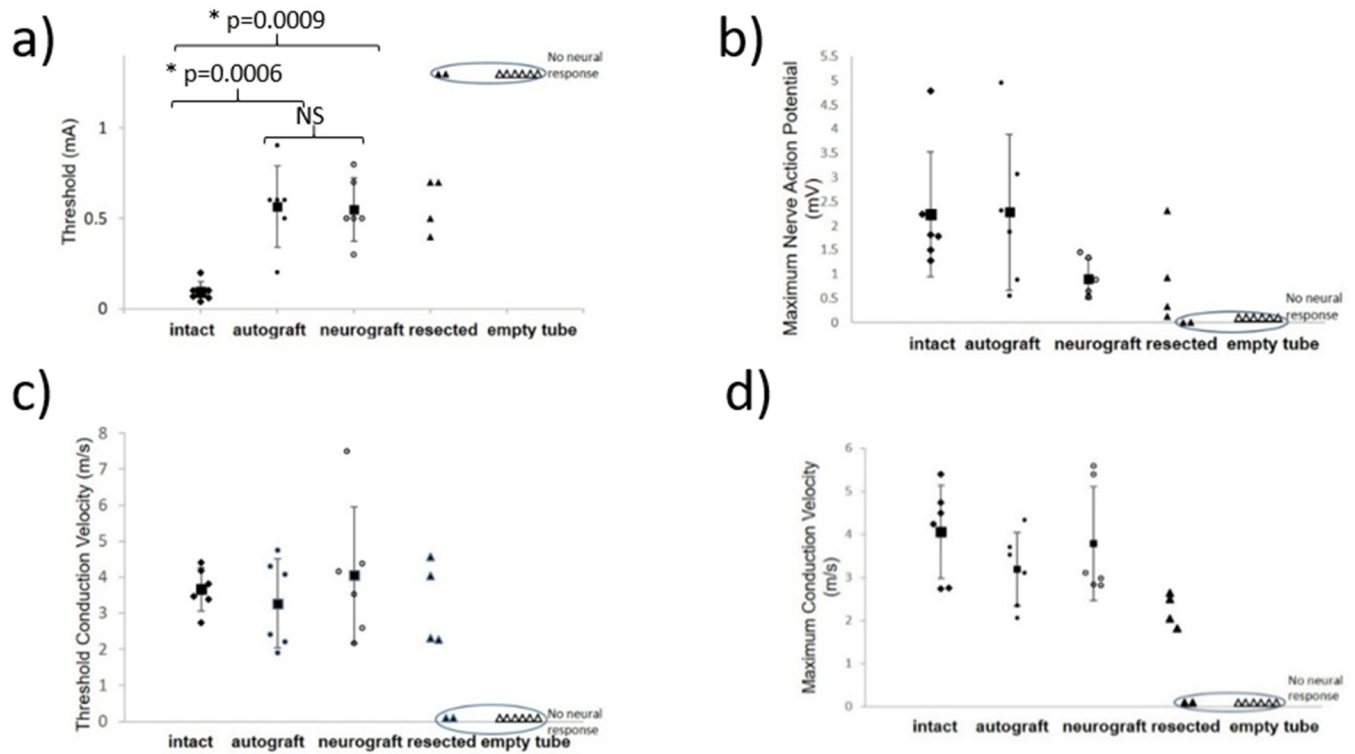 a)
* p=0.0009
* p=0.0006
NS
No neural
response
Threshold (mA)
1
0.5
0
intact autograft neurograft resected empty tube
b)
Maximum Nerve Action Potential
(mV)
5.5
5
4.5
4
3.5
3
2.5
2
1.5
1
0.5
0
No neural
response
intact autograft neurograft resected empty tube
c)
Threshold Conduction Velocity (m/s)
8
7
6
5
4
3
2
1
0
No neural
response
intact autograft neurograft resected empty tube
d)
Maximum Conduction Velocity
(m/s)
6
5
4
3
2
1
0
No neural
response
intact autograft neurograft resected empty tube